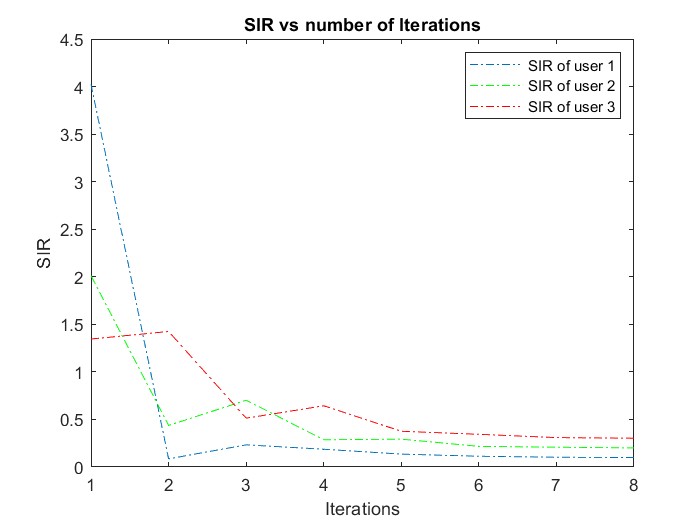 SIR vs number of Iterations
4.5
4
3.5
3
2.5
2
1.5
1
0.5
0
SIR
SIR of user 1
SIR of user 2
SIR of user 3
1 2 3 4 5 6 7 8
Iterations